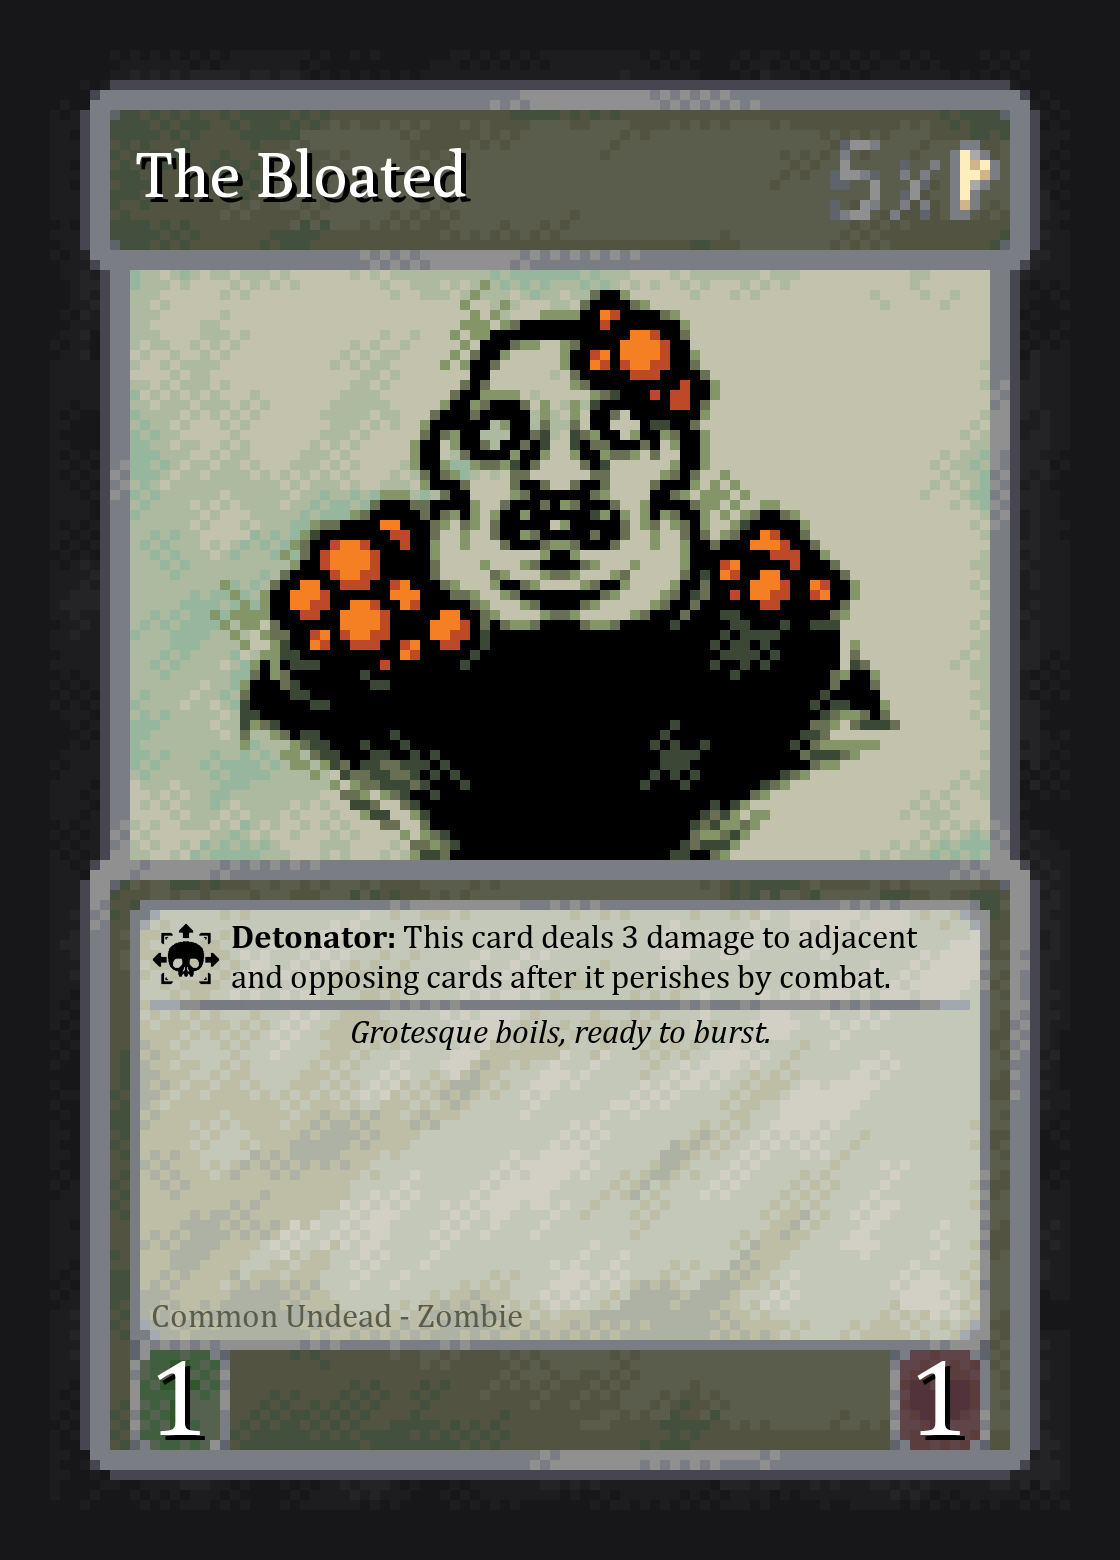 The Bloated 5x
Detonator: This card deals 3 damage to adjacent
and opposing cards after it perishes by combat.
Grotesque boils, ready to burst.
Common Undead - Zombie
1 1